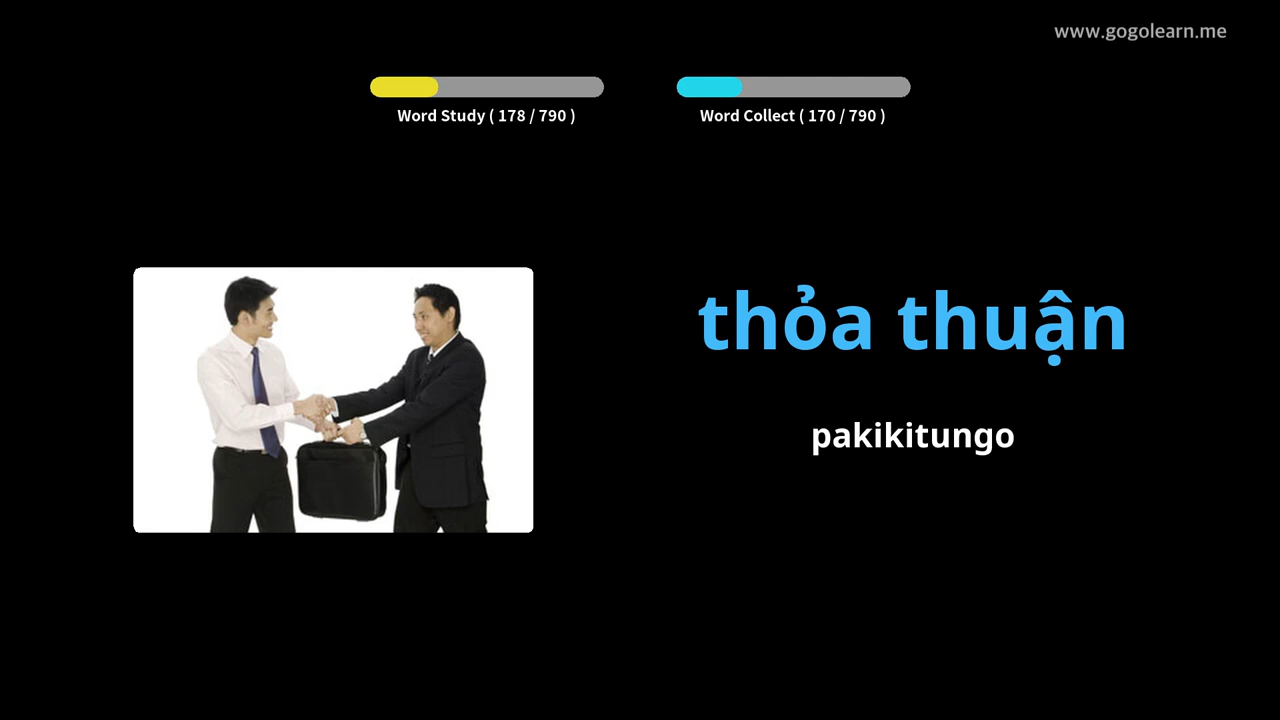 www.gogolearn.me
Word Study ( 178 / 790 )
Word Collect ( 170 / 790 )
thỏa thuận
pakikitungo